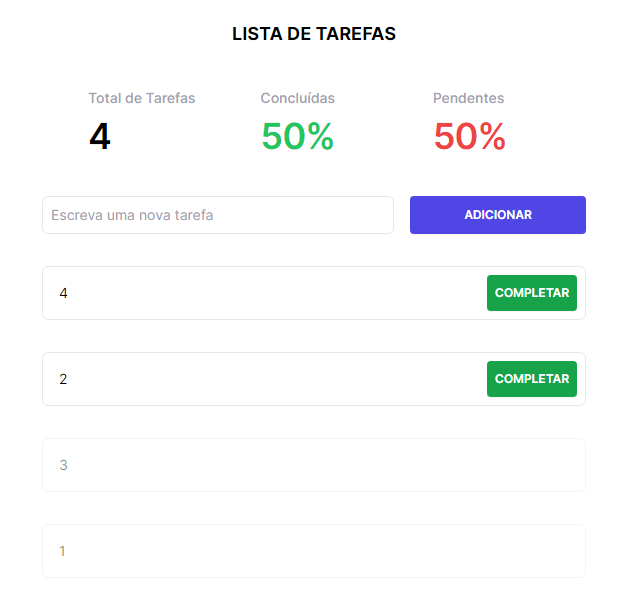 LISTA DE TAREFAS
Total de Tarefas
4
Concluídas
50%
Pendentes
50%
Escreva uma nova tarefa
ADICIONAR
4
COMPLETAR
2
COMPLETAR
3
1